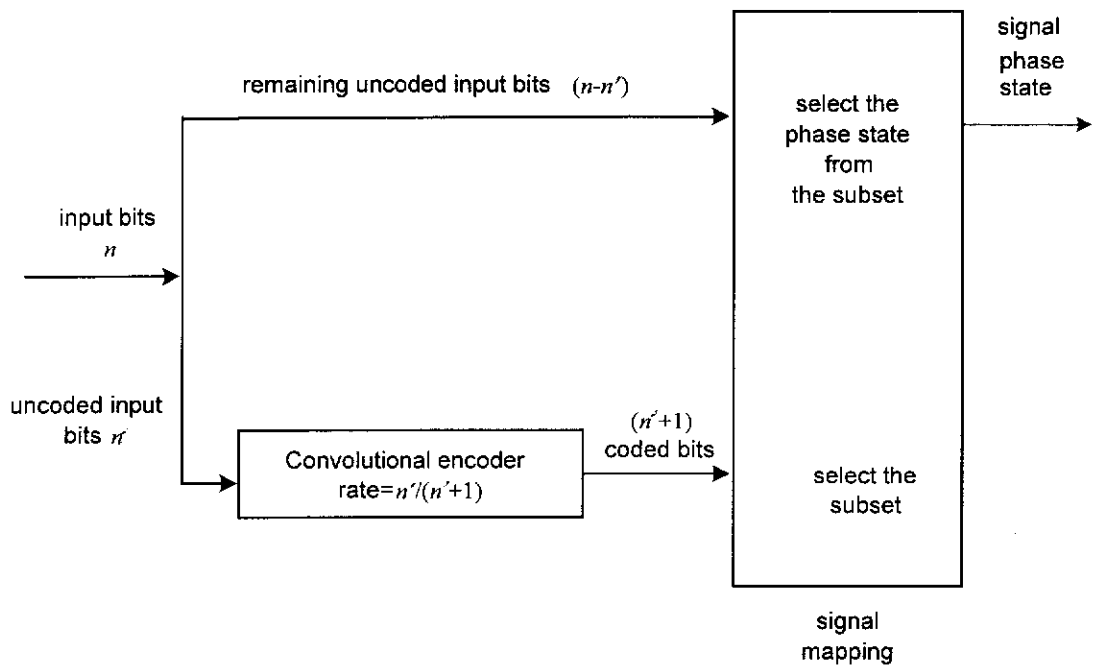 signal
phase
state
remaining uncoded input bits (n-n′)
select the
phase state
from
the subset
input bits
n
uncoded input
bits n′
Convolutional encoder
rate=n′/(n′+1)
(n′+1)
coded bits
select the
subset
signal
mapping